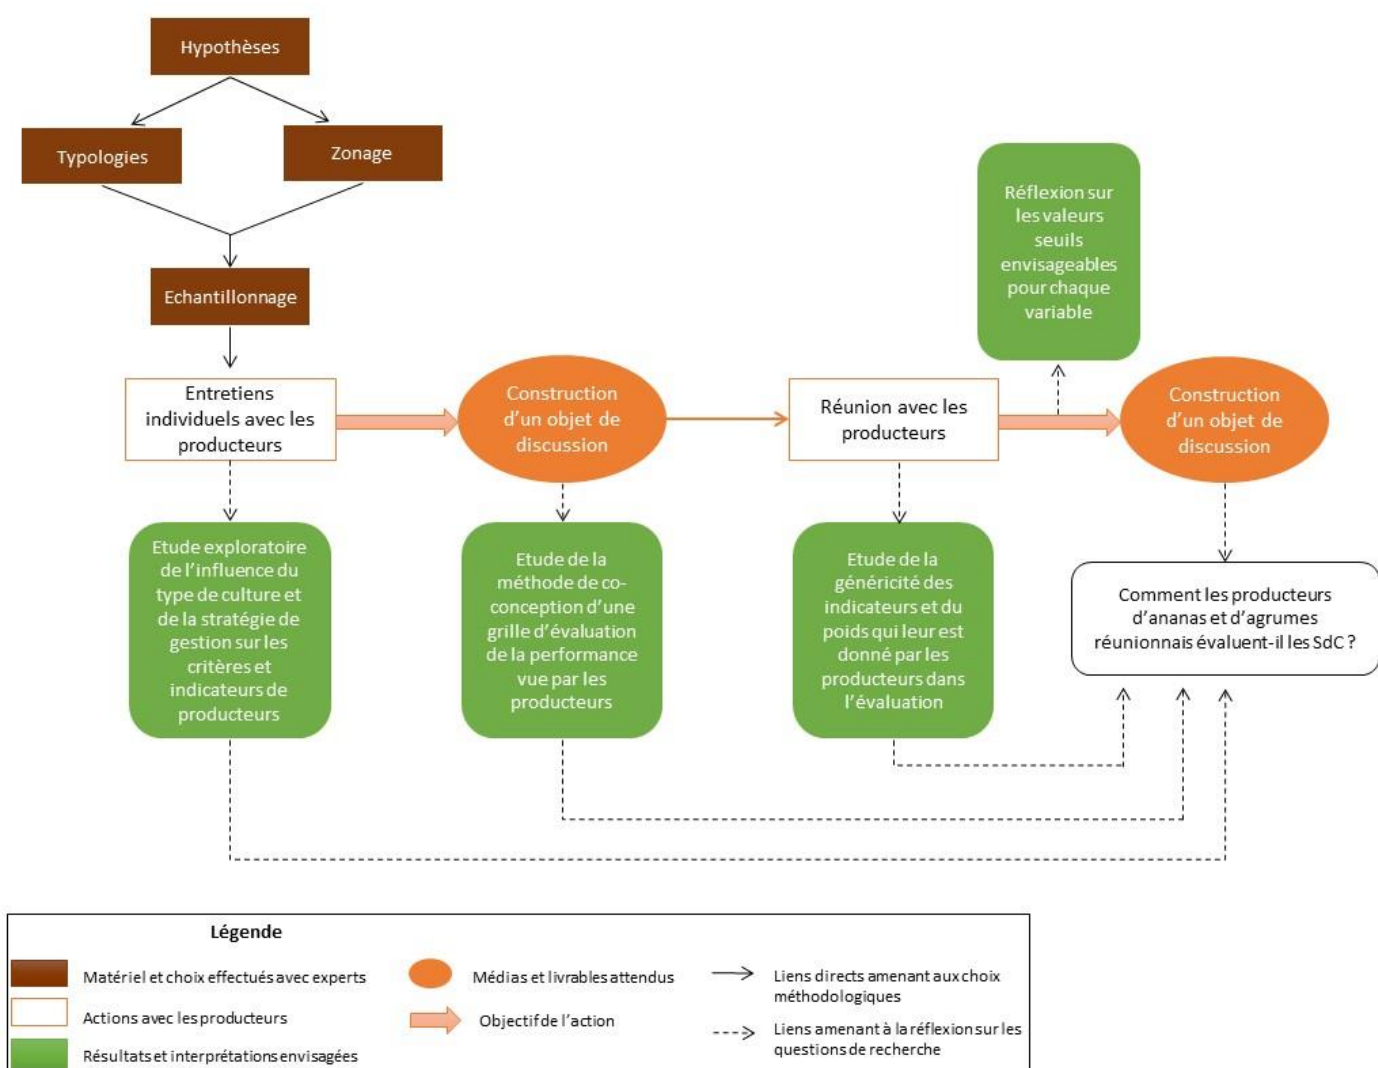 Hypothèses
Typologies
Zonage
Echantillonnage
Entretiens
individuels avec les
producteurs
Construction
d'un objet de
discussion
Réunion avec les
producteurs
Réflexion sur
les valeurs
seuils
envisageables
pour chaque
variable
Construction
d'un objet de
discussion
Etude exploratoire
de l'influence du
type de culture et
de la stratégie de
gestion sur les
critères et
indicateurs de
producteurs
Etude de la
méthode de co-
conception d'une
grille d'évaluation
de la performance
vue par les
producteurs
Etude de la
généricité des
indicateurs et du
poids qui leur est
donné par les
producteurs dans
l'évaluation
Comment les producteurs
d'ananas et d'agrumes
réunionnais évaluent-il les SdC ?
Légende
Matériel et choix effectués avec experts
Actions avec les producteurs
Résultats et interprétations envisagées
Médias et livrables attendus
Objectif de l'action
Liens directs amenant aux choix
méthodologiques
Liens amenant à la réflexion sur les
questions de recherche